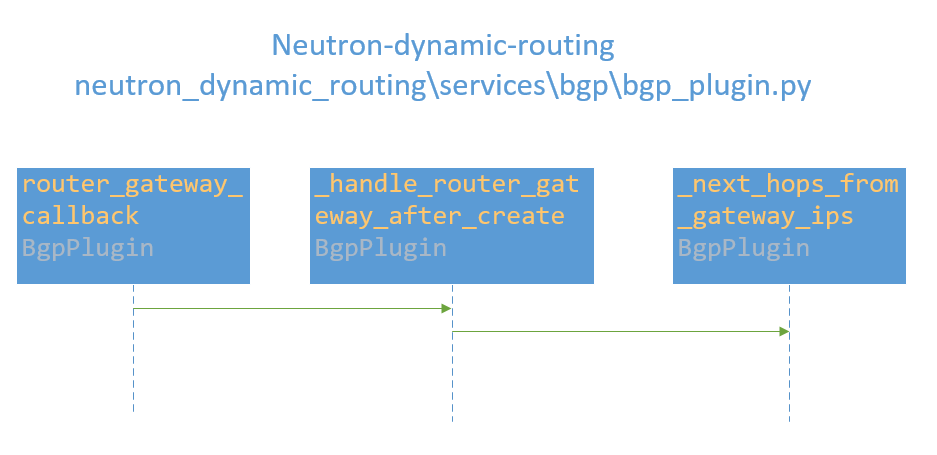 Neutron-dynamic-routing
neutron_dynamic_routing\services\bgp\bgp_plugin.py
router_gateway_
callback
BgpPlugin
_handle_router_gat
eway_after_create
BgpPlugin
_next_hops_from
_gateway_ips
BgpPlugin